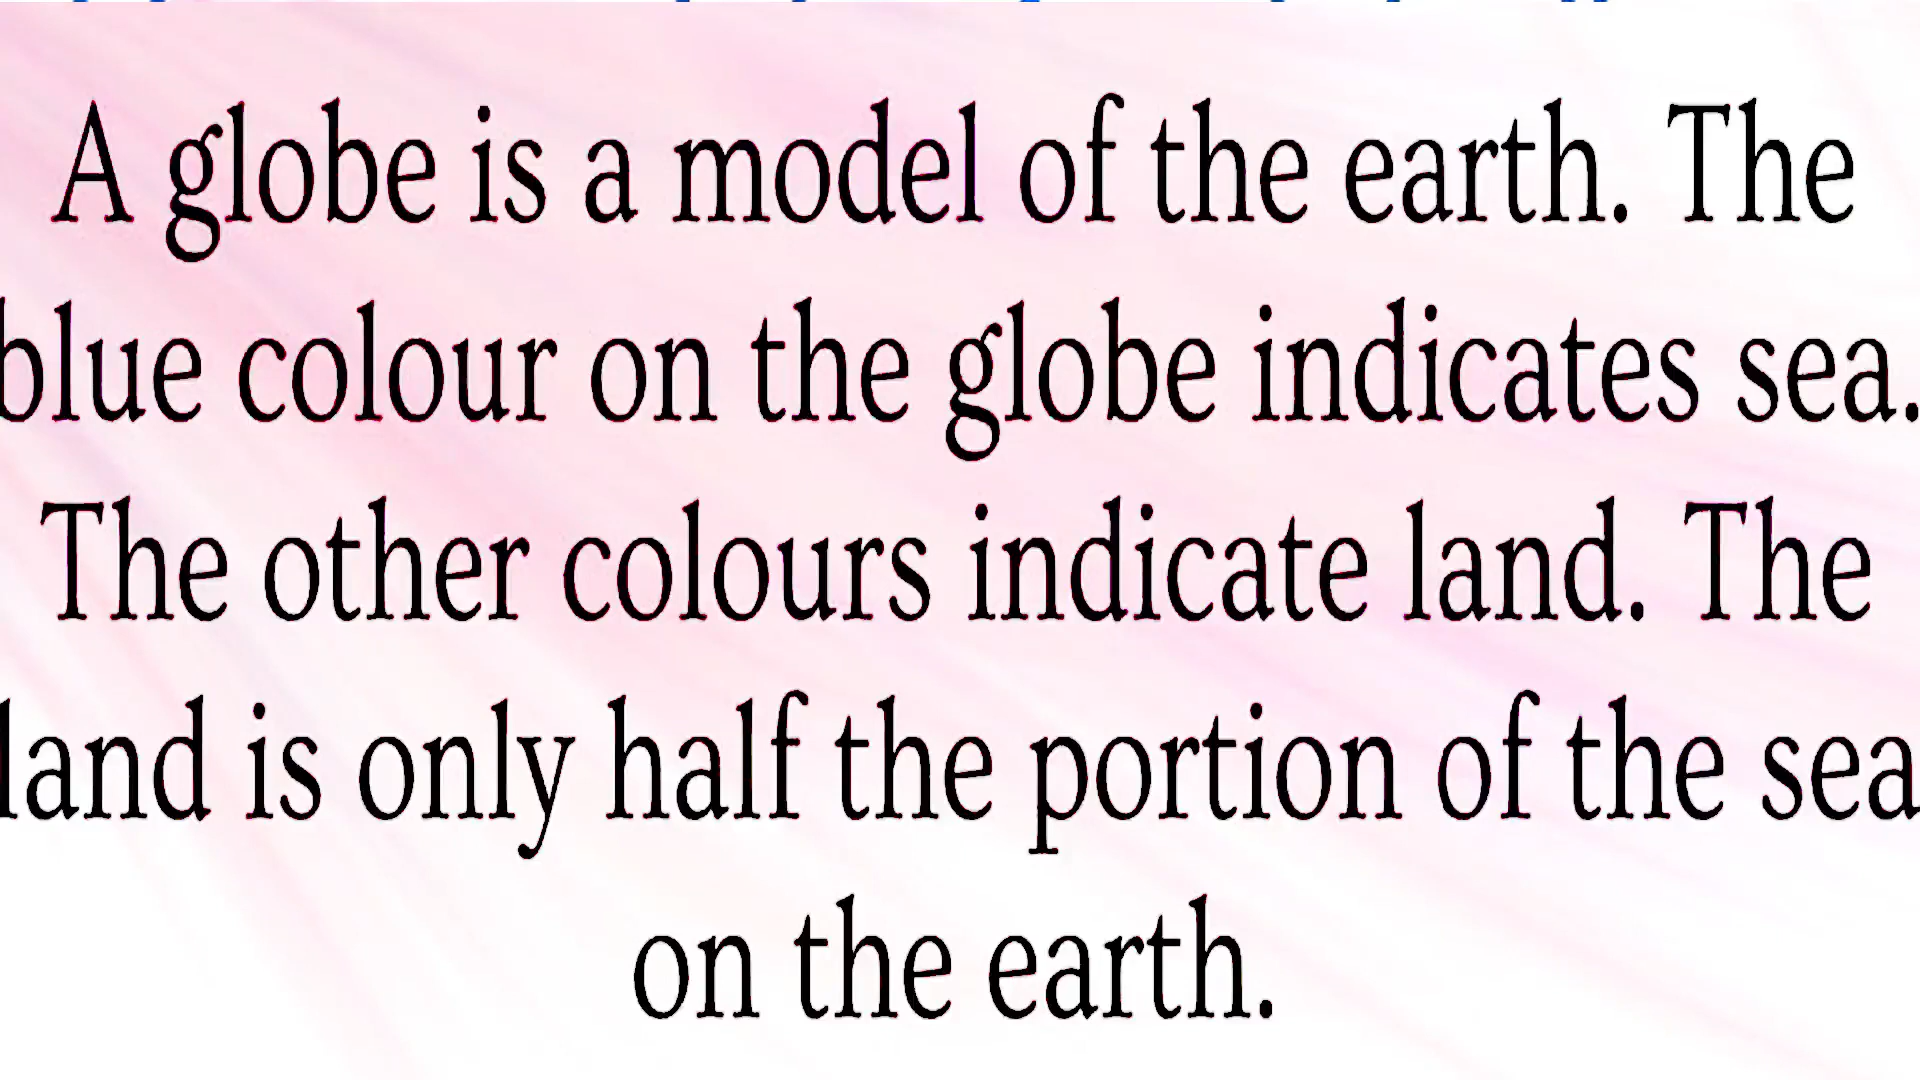 A globe is a model of the earth. The
blue colour on the globe indicates sea.
The other colours indicate land. The
land is only half the portion of the sea
on the earth.